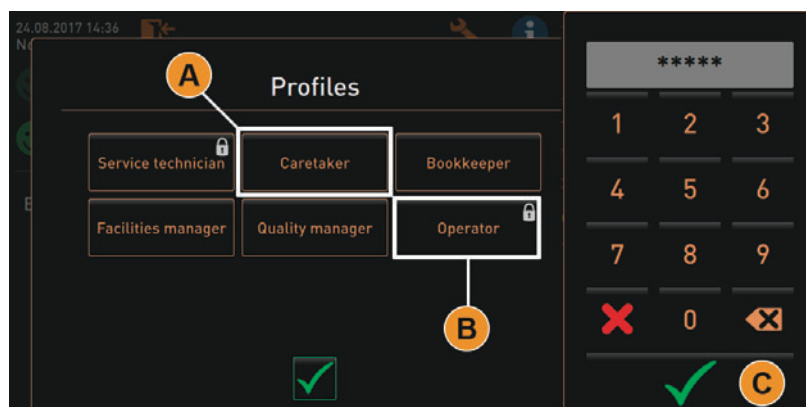 24.08.2017 14:36
Profiles
Service technician
Caretaker
Bookkeeper
Facilities manager
Quality manager
Operator
A
B
*****
1 2 3
4 5 6
7 8 9
0
C